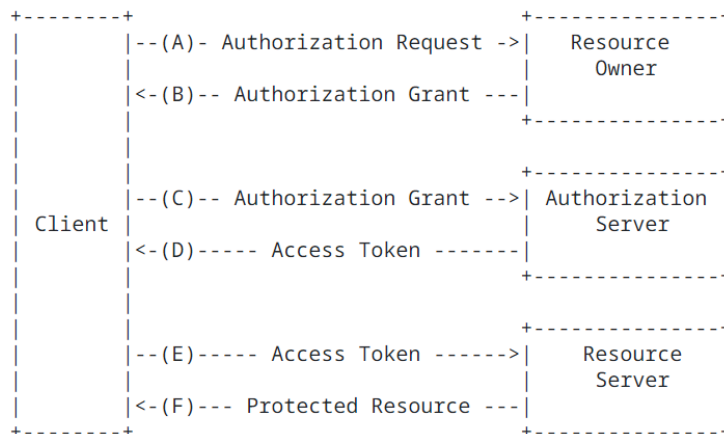 --(A)- Authorization Request -> Resource
Owner
<-(B)-- Authorization Grant ---
--(C)-- Authorization Grant --> Authorization
Client Server
<-(D)----- Access Token -------
--(E)----- Access Token ------> Resource
Server
<-(F)--- Protected Resource ---